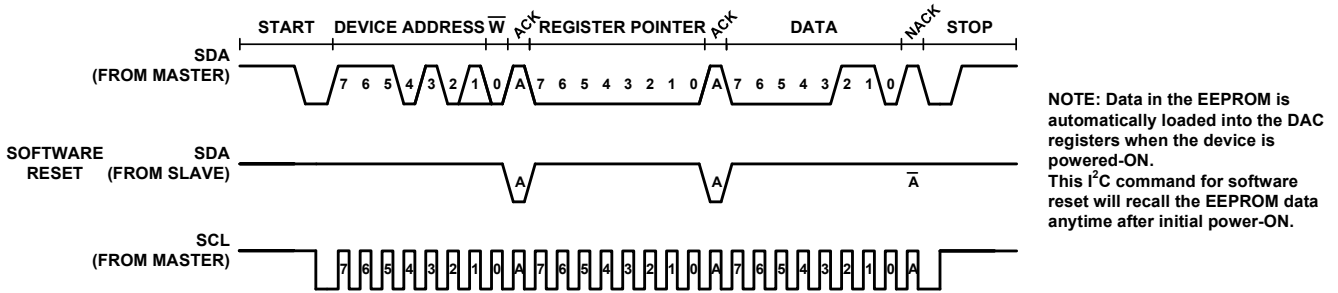 START DEVICE ADDRESS W̅ ACK REGISTER POINTER ACK DATA NACK STOP
SDA
(FROM MASTER)
7 6 5 4 3 2 1 0 A 7 6 5 4 3 2 1 0 A 7 6 5 4 3 2 1 0 A
SOFTWARE
RESET
SDA
(FROM SLAVE)
A A A̅
SCL
(FROM MASTER)
7 6 5 4 3 2 1 0 A 7 6 5 4 3 2 1 0 A 7 6 5 4 3 2 1 0 A
NOTE: Data in the EEPROM is
automatically loaded into the DAC
registers when the device is
powered-ON.
This I²C command for software
reset will recall the EEPROM data
anytime after initial power-ON.